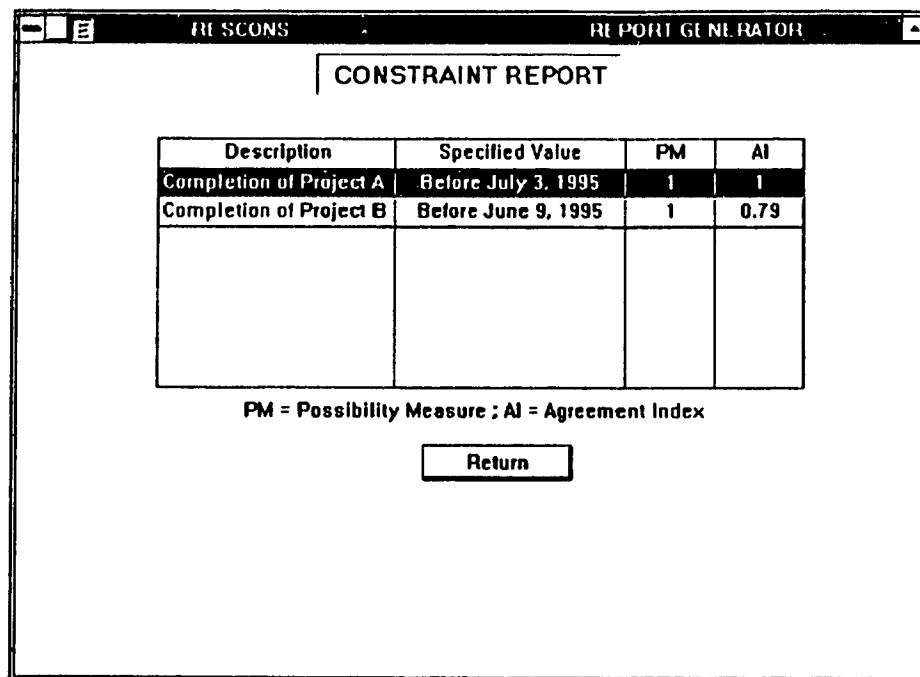 RESCONS REPORT GENERATOR
CONSTRAINT REPORT
Description Specified Value PM AI
Completion of Project A Before July 3, 1995 1 1
Completion of Project B Before June 9, 1995 1 0.79
PM = Possibility Measure ; AI = Agreement Index
Return